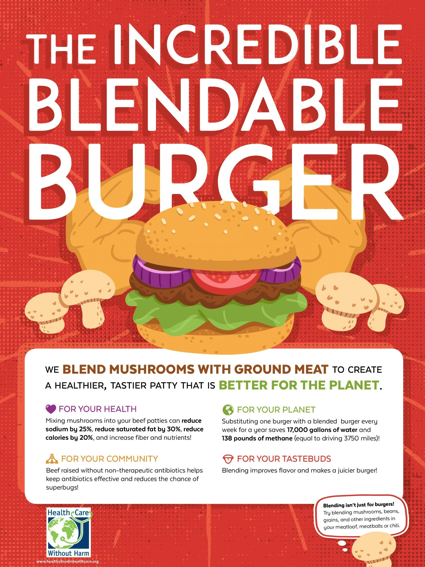 THE INCREDIBLE
BLENDABLE
BURGER
WE BLEND MUSHROOMS WITH GROUND MEAT TO CREATE
A HEALTHIER, TASTIER PATTY THAT IS BETTER FOR THE PLANET.
FOR YOUR HEALTH
Mixing mushrooms into your beef patties can reduce
sodium by 25%, reduce saturated fat by 30%, reduce
calories by 20%, and increase fiber and nutrients!
FOR YOUR PLANET
Substituting one burger with a blended burger every
week for a year saves 17,000 gallons of water and
138 pounds of methane (equal to driving 3750 miles)!
FOR YOUR COMMUNITY
Beef raised without non-therapeutic antibiotics helps
keep antibiotics effective and reduces the chance of
superbugs!
FOR YOUR TASTEBUDS
Blending improves flavor and makes a juicier burger!
Blending isn't just for burgers!
Try blending mushrooms, beans,
grains, and other ingredients in
your meatloaf, meatballs or chili.
Health Care
Without Harm